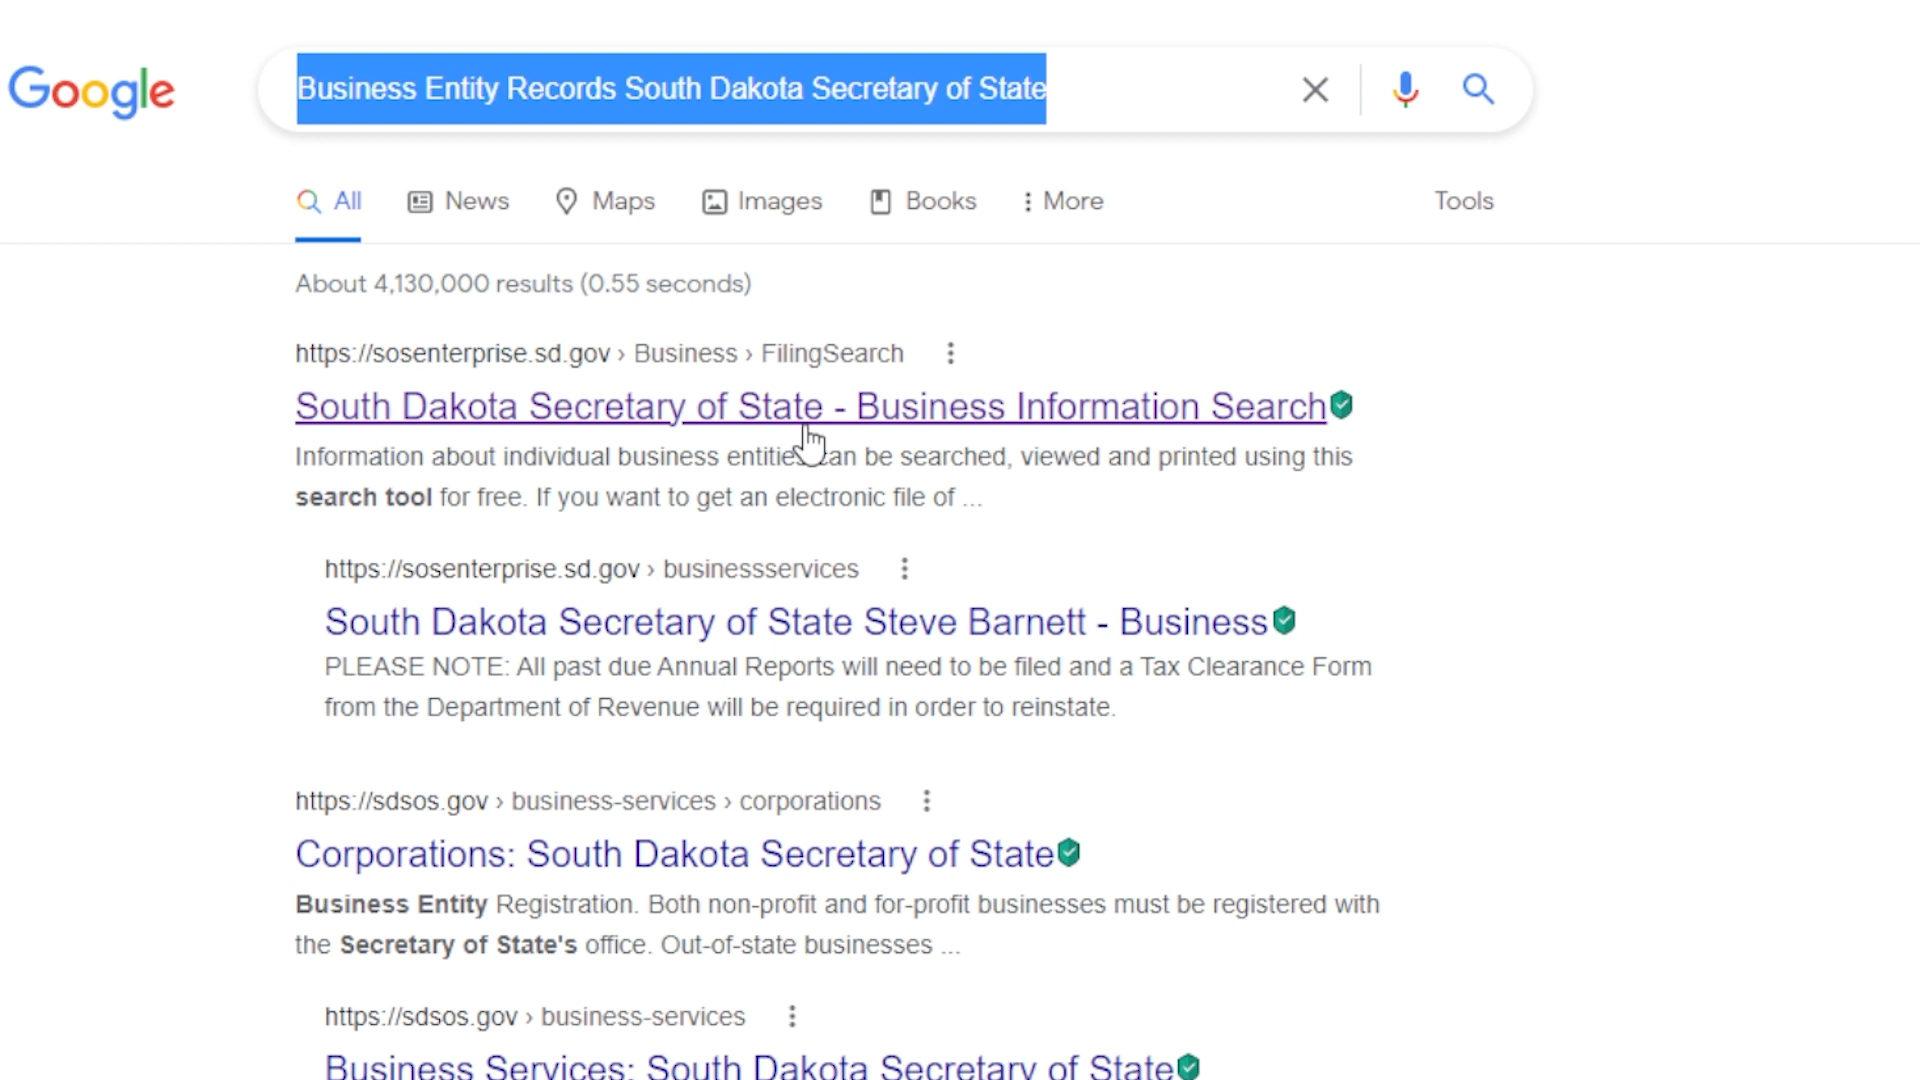 Google
Business Entity Records South Dakota Secretary of State
All
News
Maps
Images
Books
More
Tools
About 4,130,000 results (0.55 seconds)
https://sosenterprise.sd.gov › Business › FilingSearch
South Dakota Secretary of State - Business Information Search
Information about individual business entities can be searched, viewed and printed using this
search tool for free. If you want to get an electronic file of ...
https://sosenterprise.sd.gov › businessservices
South Dakota Secretary of State Steve Barnett - Business
PLEASE NOTE: All past due Annual Reports will need to be filed and a Tax Clearance Form
from the Department of Revenue will be required in order to reinstate.
https://sdsos.gov › business-services › corporations
Corporations: South Dakota Secretary of State
Business Entity Registration. Both non-profit and for-profit businesses must be registered with
the Secretary of State's office. Out-of-state businesses ...
https://sdsos.gov › business-services
Business Services: South Dakota Secretary of State